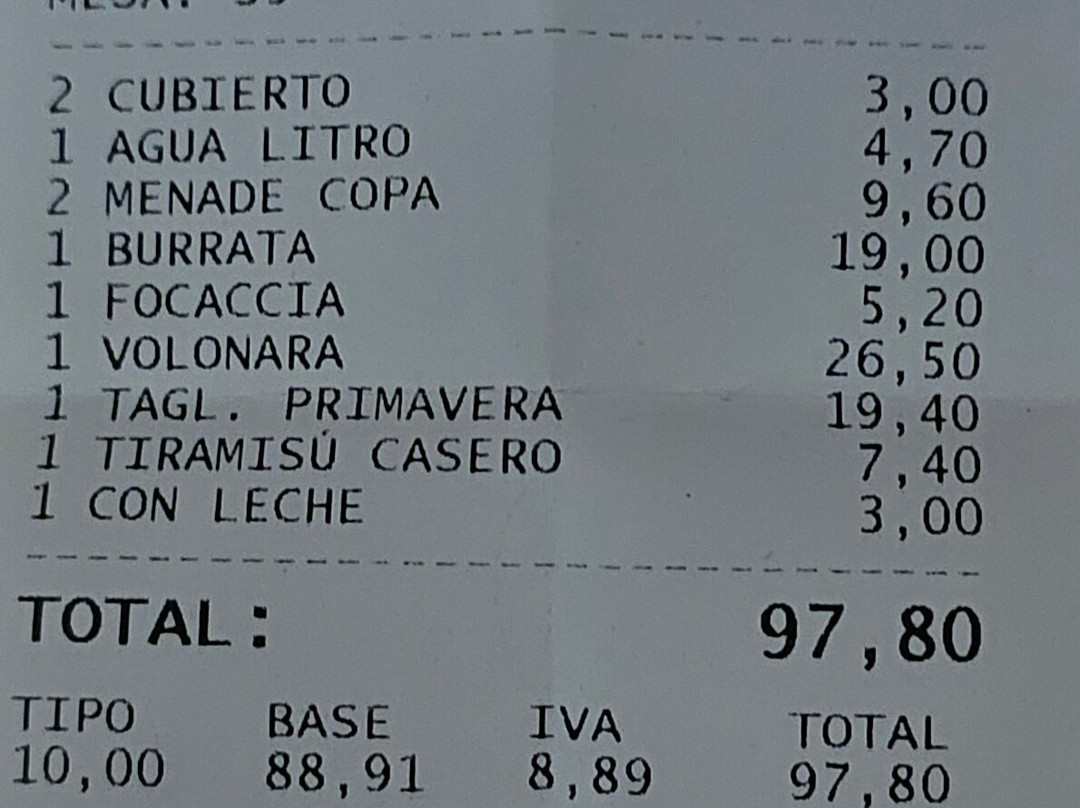 2 CUBIERTO 3,00
1 AGUA LITRO 4,70
2 MENADE COPA 9,60
1 BURRATA 19,00
1 FOCACCIA 5,20
1 VOLONARA 26,50
1 TAGL. PRIMAVERA 19,40
1 TIRAMISÚ CASERO 7,40
1 CON LECHE 3,00
TOTAL: 97,80
TIPO BASE IVA TOTAL
10,00 88,91 8,89 97,80